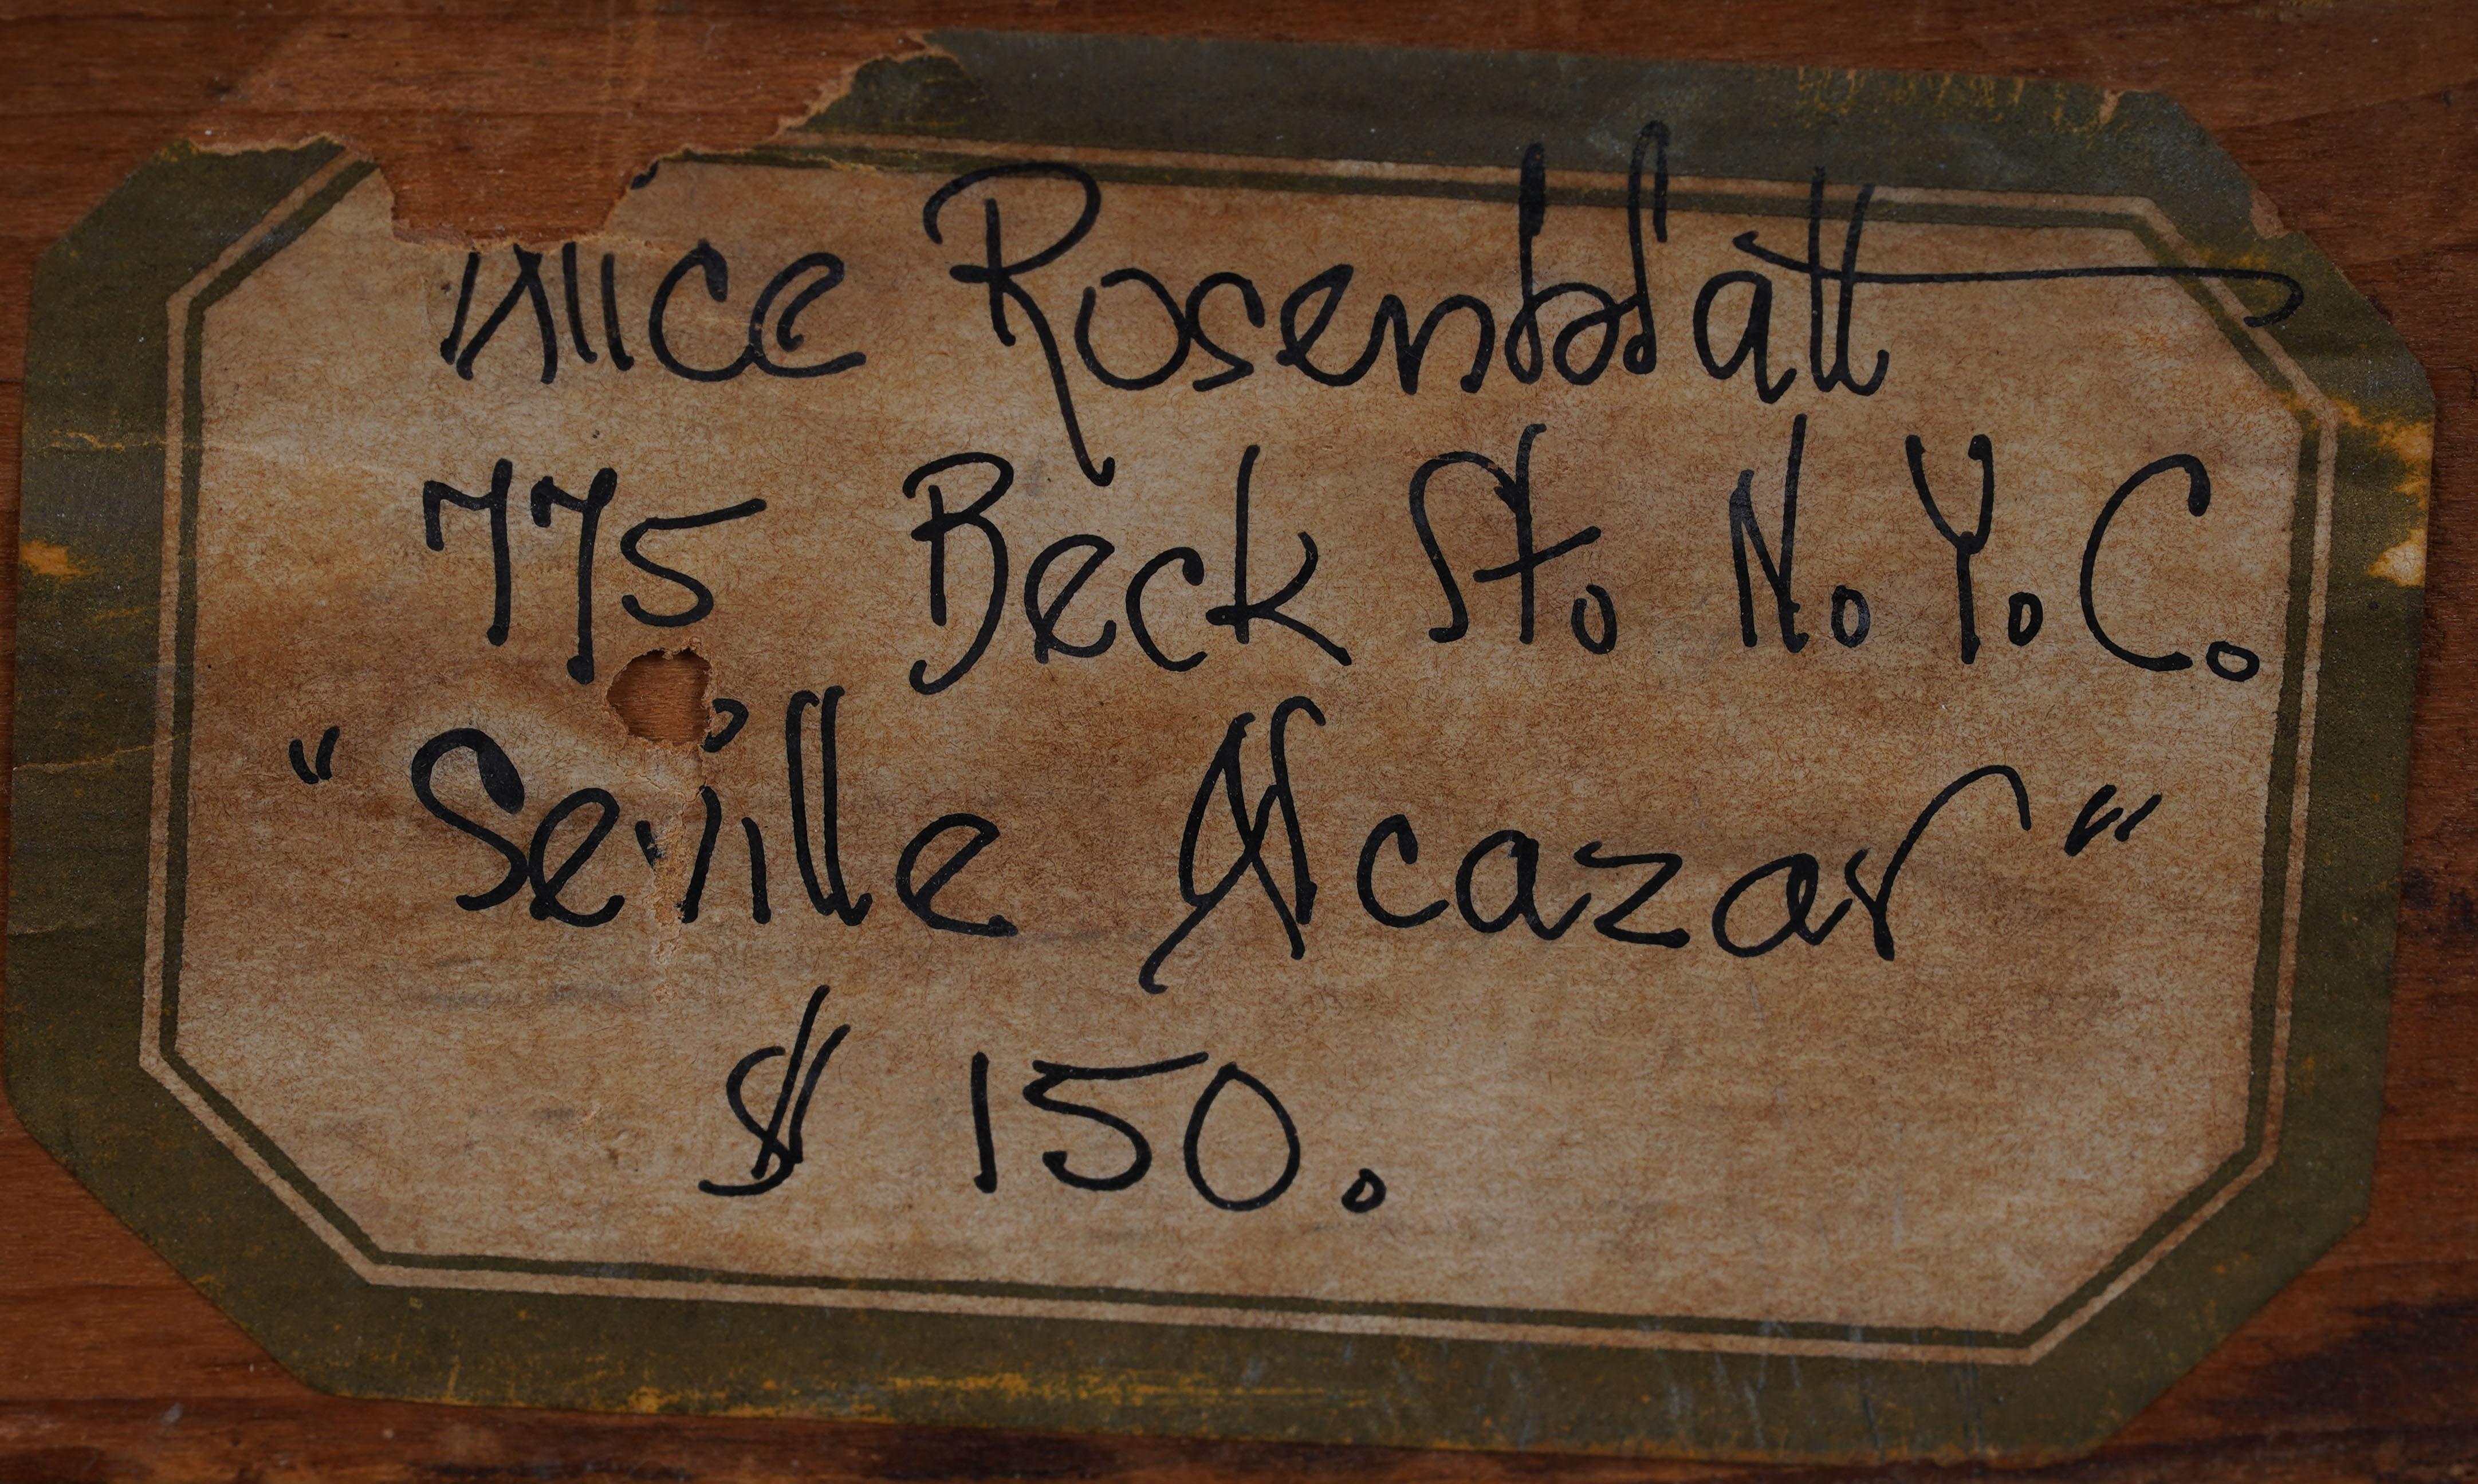 Alice Rosenblatt
775 Beck St. N.Y.C.
"Seville Alcazar"
$ 150.